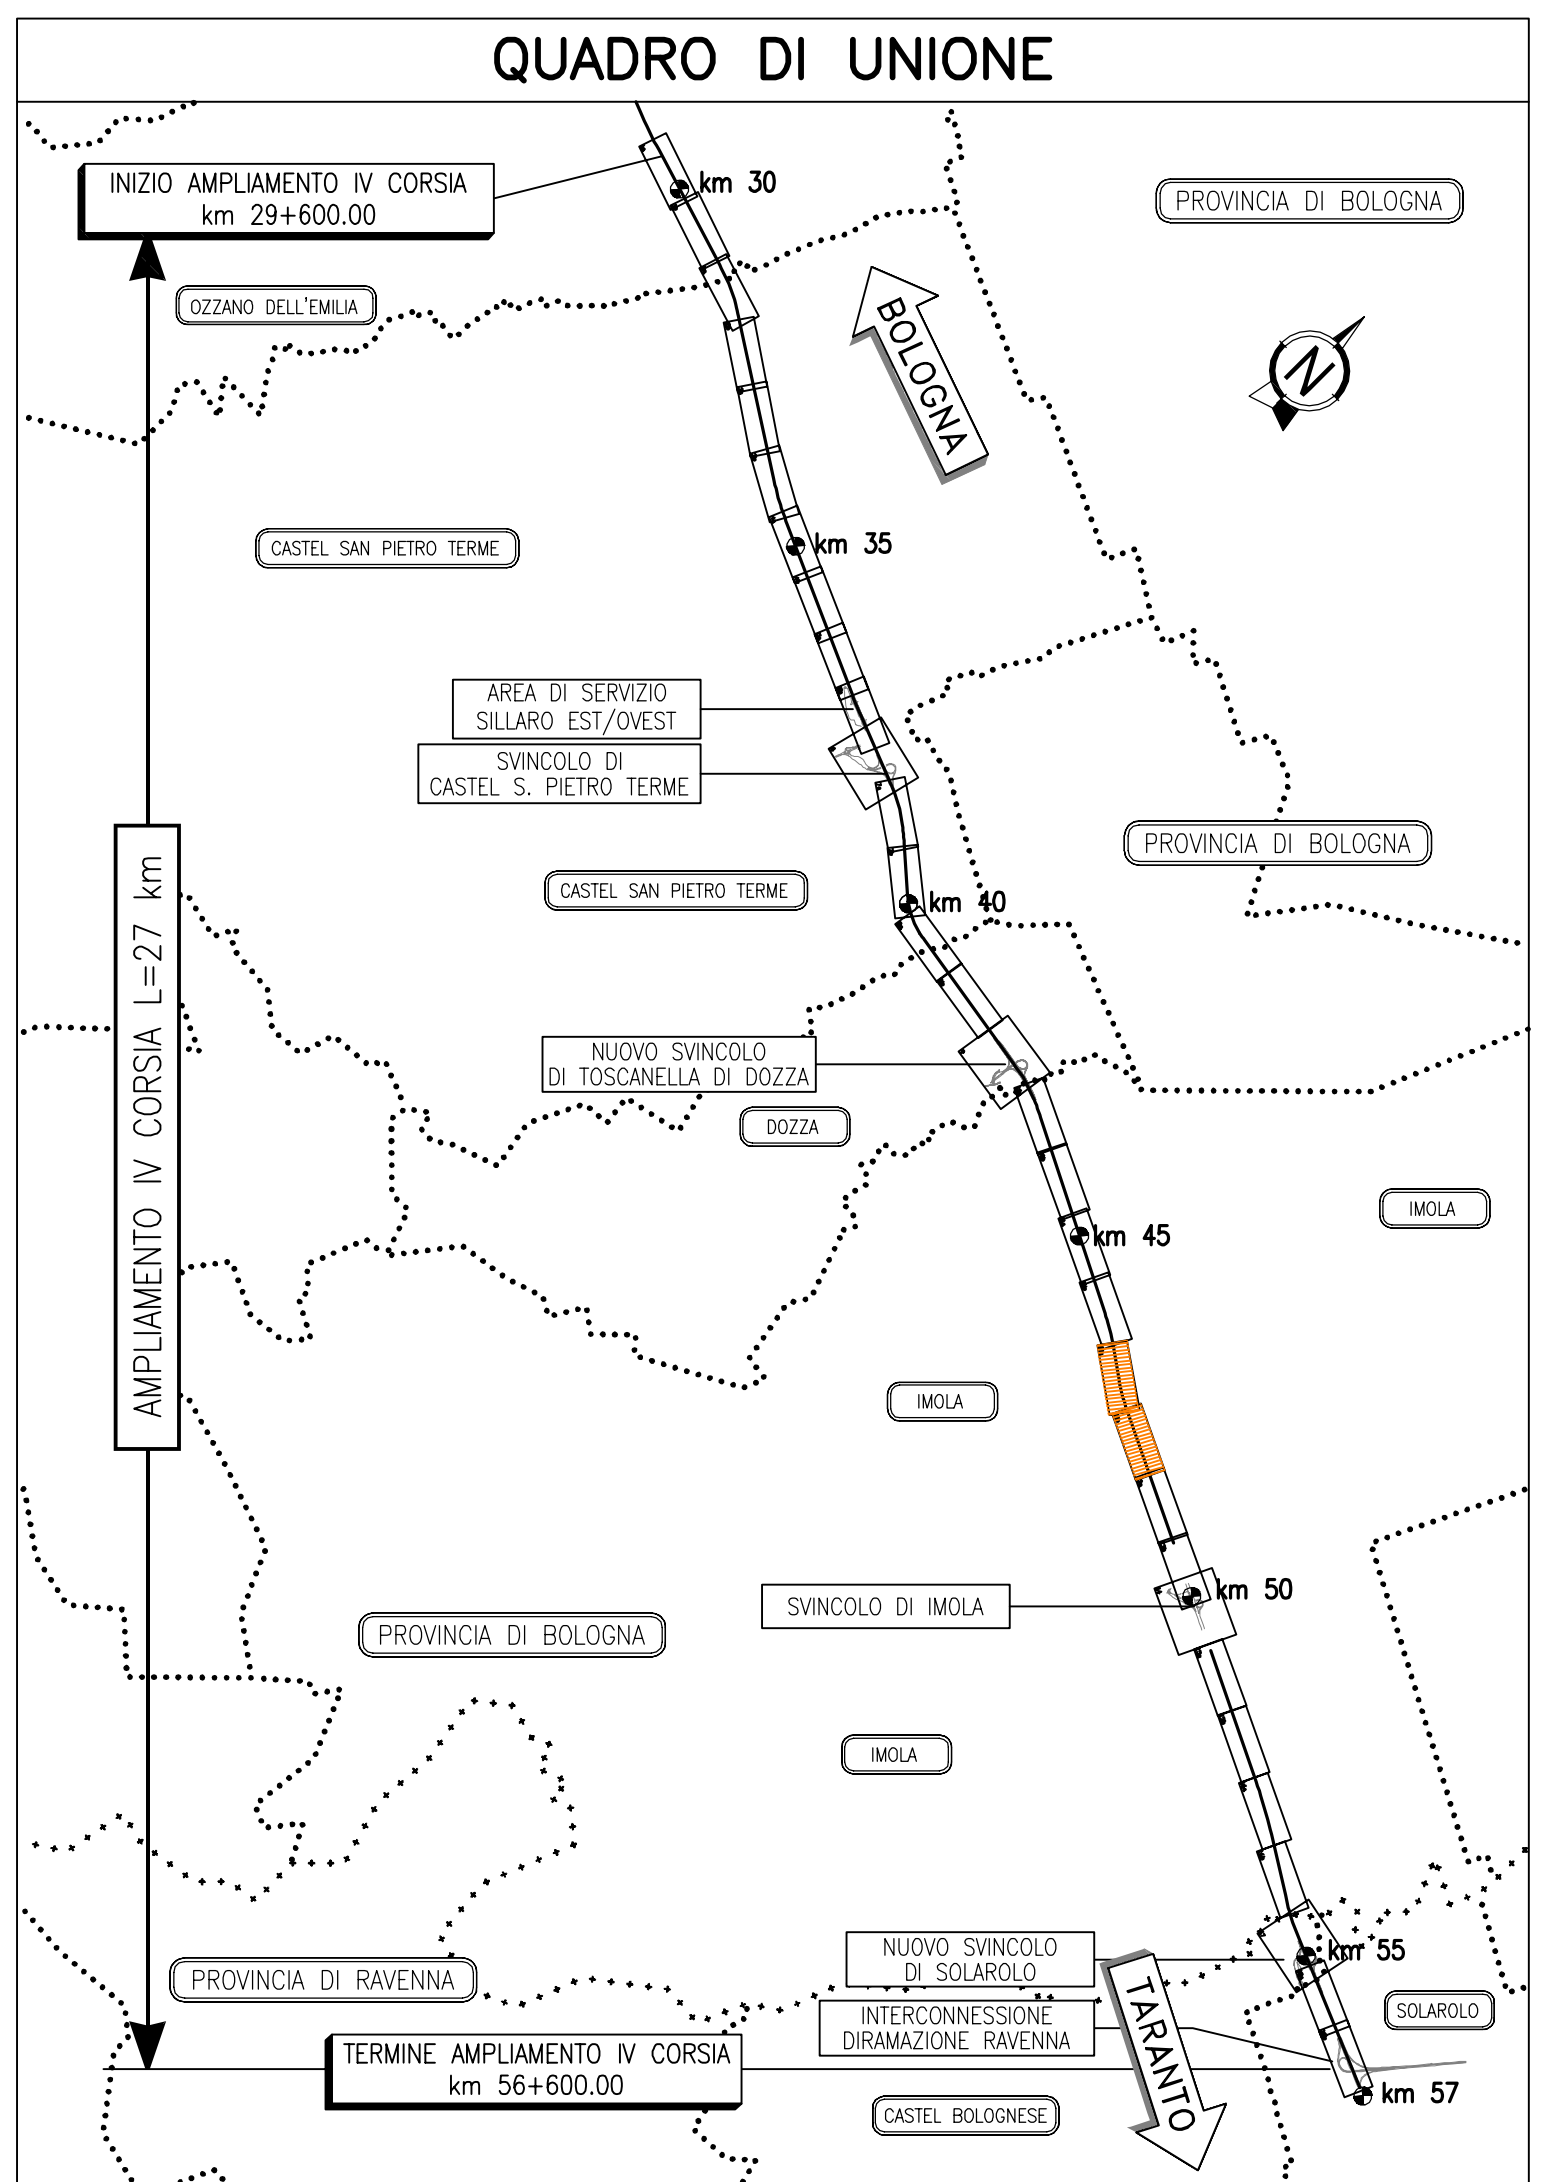 QUADRO DI UNIONE
INIZIO AMPLIAMENTO IV CORSIA
km 29+600.00
km 30
PROVINCIA DI BOLOGNA
OZZANO DELL'EMILIA
BOLOGNA
N
CASTEL SAN PIETRO TERME
km 35
AREA DI SERVIZIO
SILLARO EST/OVEST
SVINCOLO DI
CASTEL S. PIETRO TERME
PROVINCIA DI BOLOGNA
CASTEL SAN PIETRO TERME
km 40
AMPLIAMENTO IV CORSIA L=27 km
NUOVO SVINCOLO
DI TOSCANELLA DI DOZZA
DOZZA
IMOLA
km 45
IMOLA
km 50
SVINCOLO DI IMOLA
PROVINCIA DI BOLOGNA
IMOLA
NUOVO SVINCOLO
DI SOLAROLO
km 55
PROVINCIA DI RAVENNA
INTERCONNESSIONE
DIRAMAZIONE RAVENNA
SOLAROLO
TARANTO
TERMINE AMPLIAMENTO IV CORSIA
km 56+600.00
km 57
CASTEL BOLOGNESE